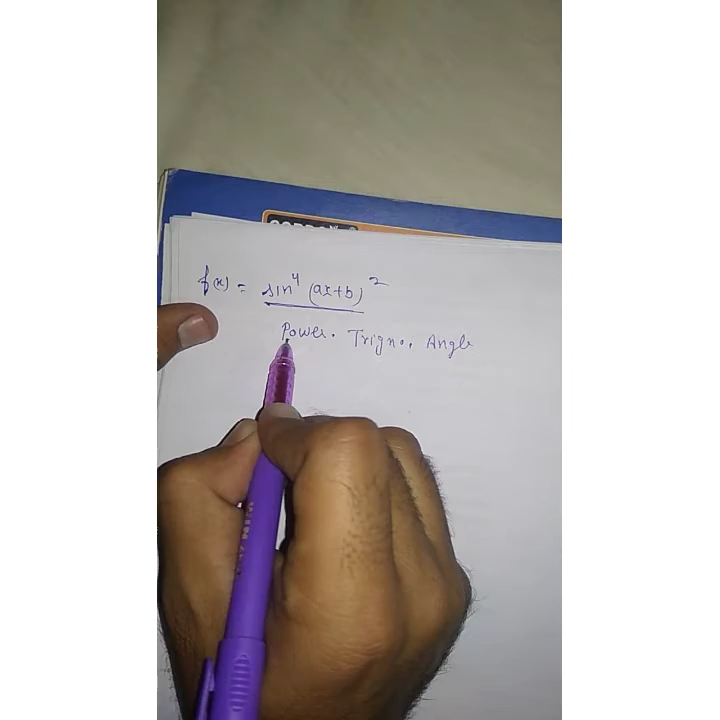 f(x) = sin⁴ (ax+b)²
Power. Trigno. Angle